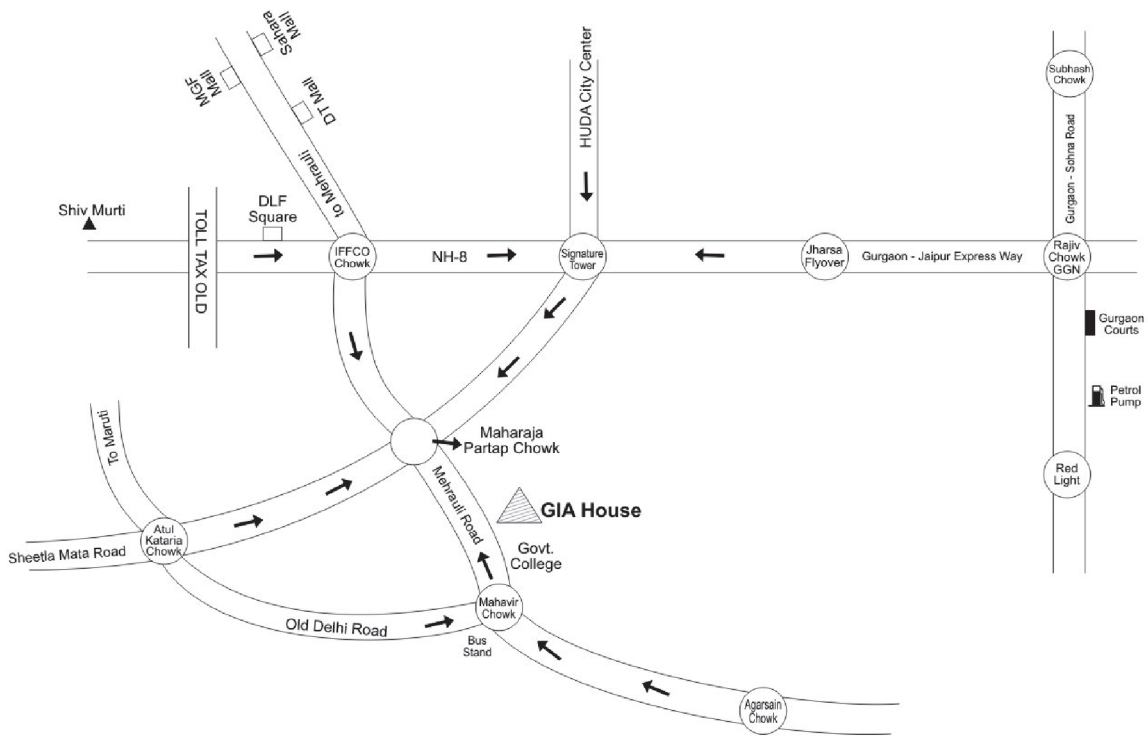 Sahara
Mall
MGF
Mall
DT Mall
to Mehrauli
HUDA City Center
Subhash
Chowk
Gurgaon - Sohna Road
Shiv Murti
TOLL TAX OLD
DLF
Square
IFFCO
Chowk
NH-8
Signature
Tower
Jharsa
Flyover
Gurgaon - Jaipur Express Way
Rajiv
Chowk
GGN
Gurgaon
Courts
Petrol
Pump
Red
Light
To Maruti
Maharaja
Partap Chowk
Mehrauli Road
GIA House
Govt.
College
Atul
Kataria
Chowk
Sheetla Mata Road
Old Delhi Road
Mahavir
Chowk
Bus
Stand
Agarsain
Chowk